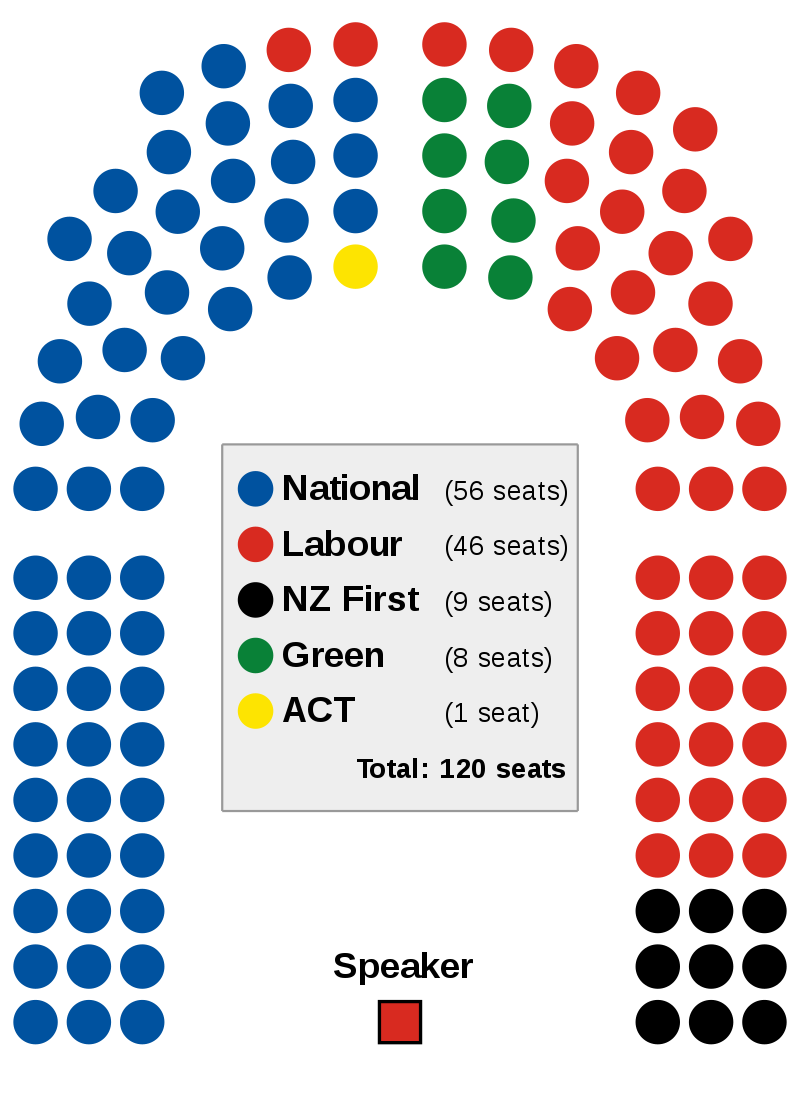 National (56 seats)
Labour (46 seats)
NZ First (9 seats)
Green (8 seats)
ACT (1 seat)
Total: 120 seats
Speaker